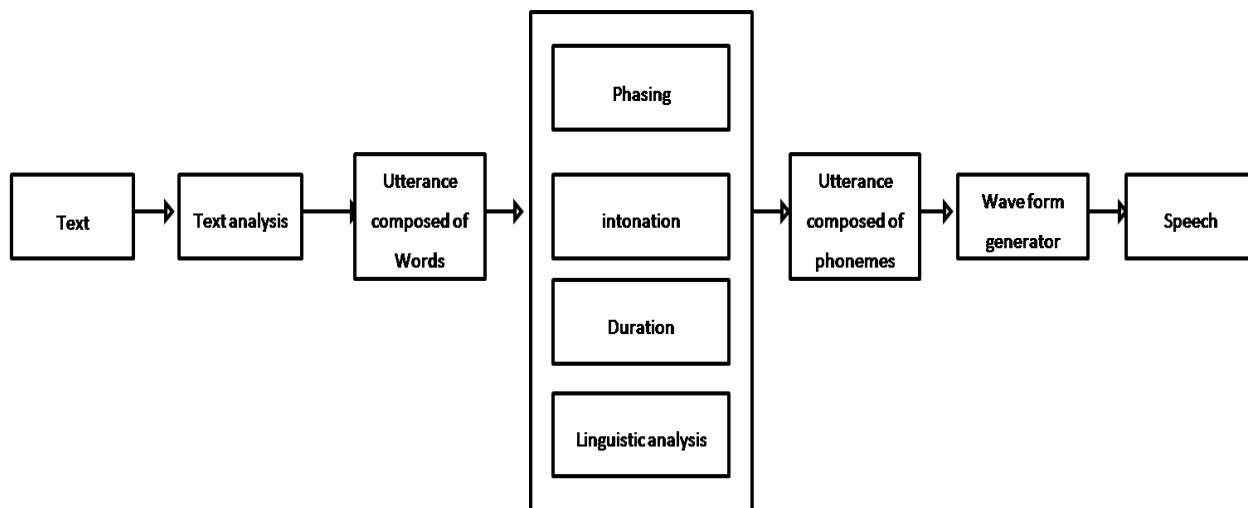 Text
Text analysis
Utterance
composed of
Words
Phasing
intonation
Duration
Linguistic analysis
Utterance
composed of
phonemes
Wave form
generator
Speech